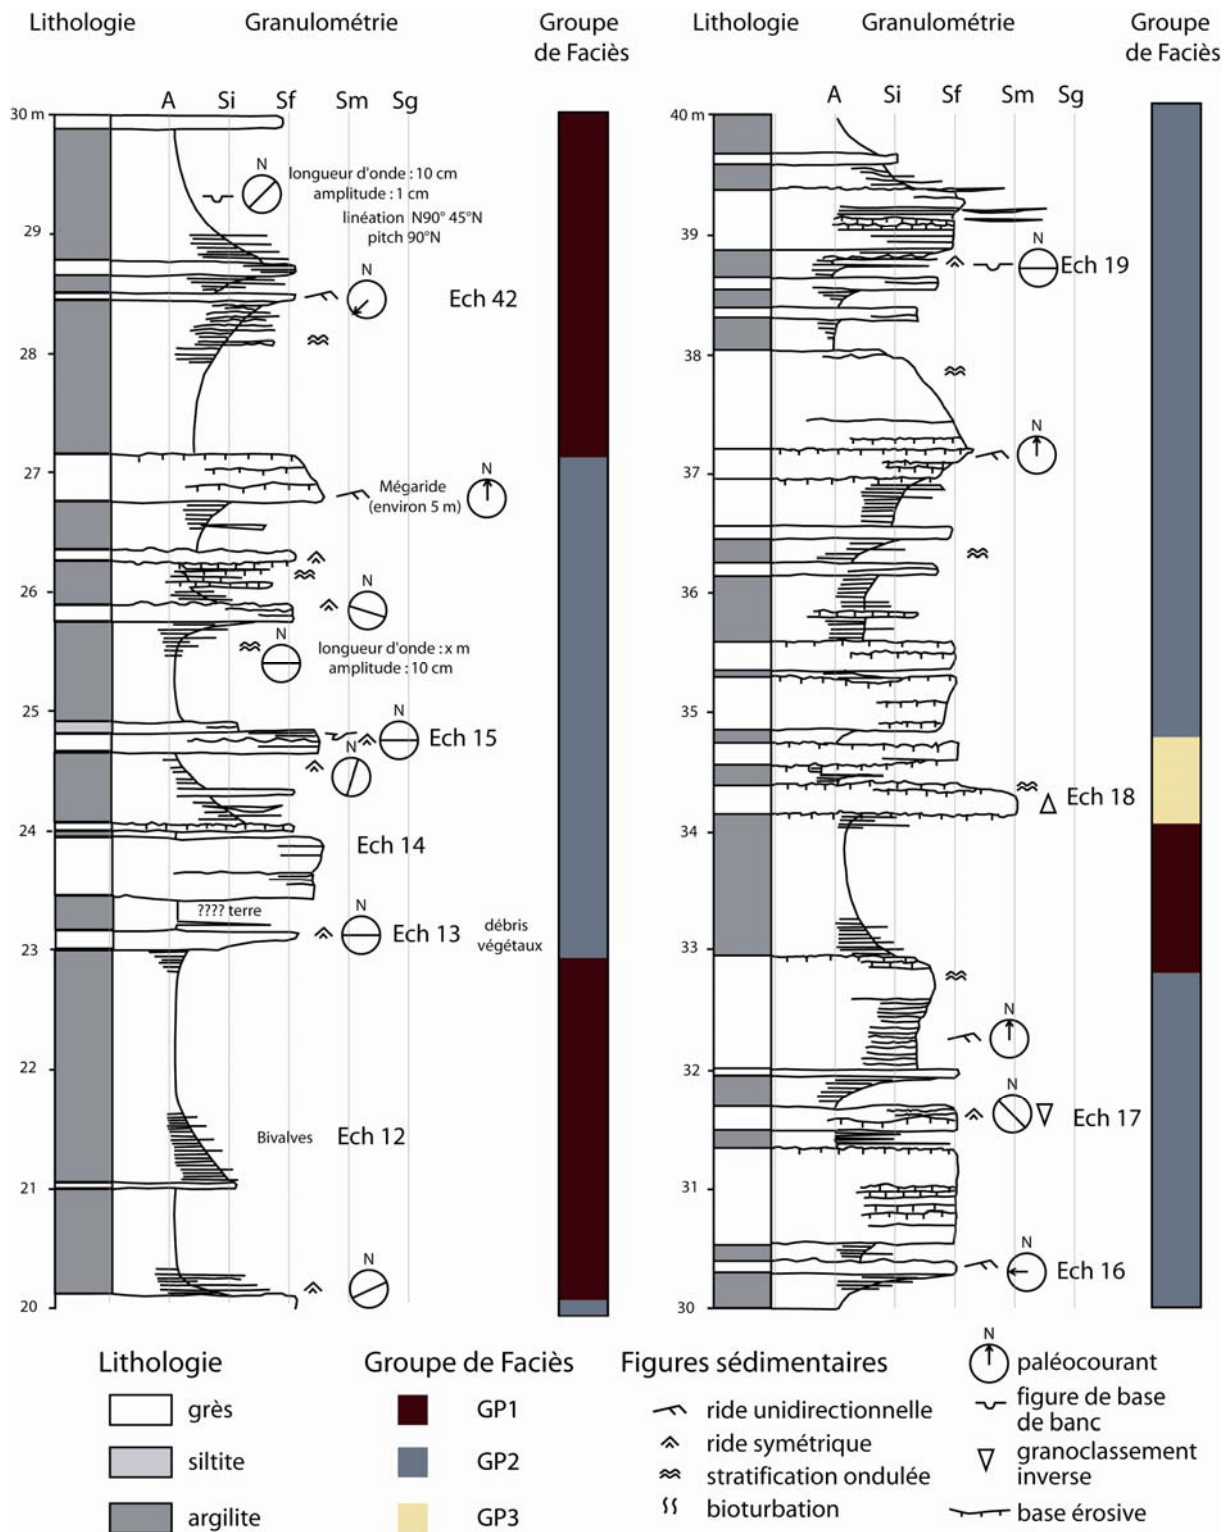 Lithologie Granulométrie Groupe de Faciès
A Si Sf Sm Sg
30 m
N
longueur d'onde : 10 cm
amplitude : 1 cm
linéation N90° 45°N
pitch 90°N
29
N
Ech 42
28
27
N
Mégaride
(environ 5 m)
26
N
N
longueur d'onde : x m
amplitude : 10 cm
25
N
Ech 15
N
24
Ech 14
???? terre
N
Ech 13
débris
végétaux
23
22
Bivalves
Ech 12
21
N
20
Lithologie Granulométrie Groupe de Faciès
A Si Sf Sm Sg
40 m
39
N
Ech 19
38
N
37
36
35
Ech 18
34
33
N
32
N
Ech 17
31
N
Ech 16
30
Lithologie
grès
siltite
argilite
Groupe de Faciès
GP1
GP2
GP3
Figures sédimentaires
ride unidirectionnelle
ride symétrique
stratification ondulée
bioturbation
N
paléocourant
figure de base
de banc
granoclassement
inverse
base érosive